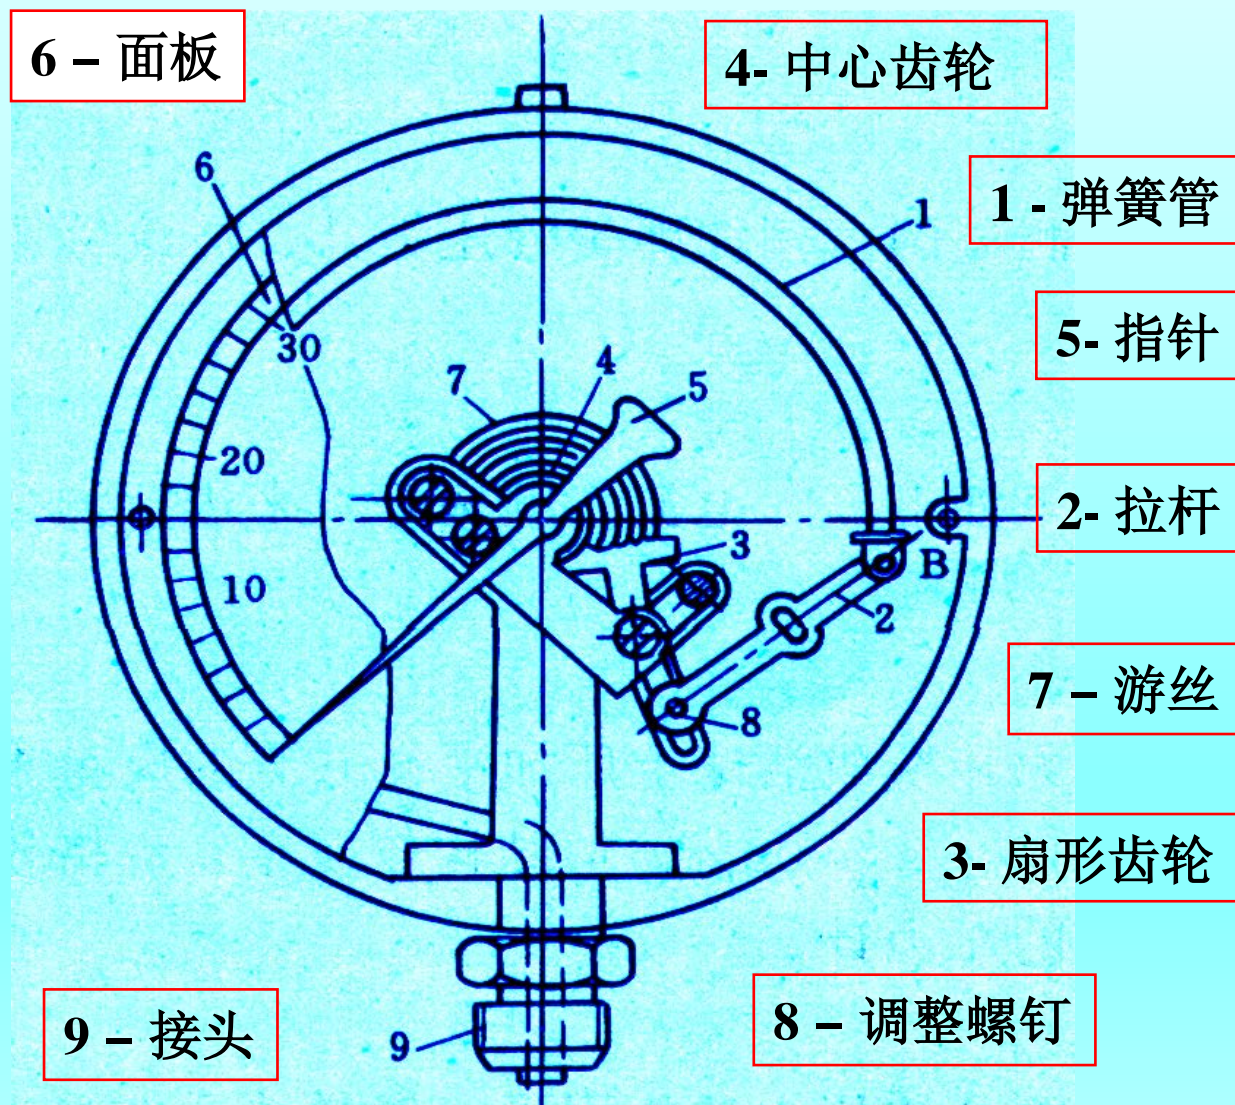 6 – 面板
4- 中心齿轮
6
1 - 弹簧管
1
5- 指针
30
4
7
5
20
2- 拉杆
3
B
10
2
7 – 游丝
8
3- 扇形齿轮
9 – 接头
8 – 调整螺钉
9